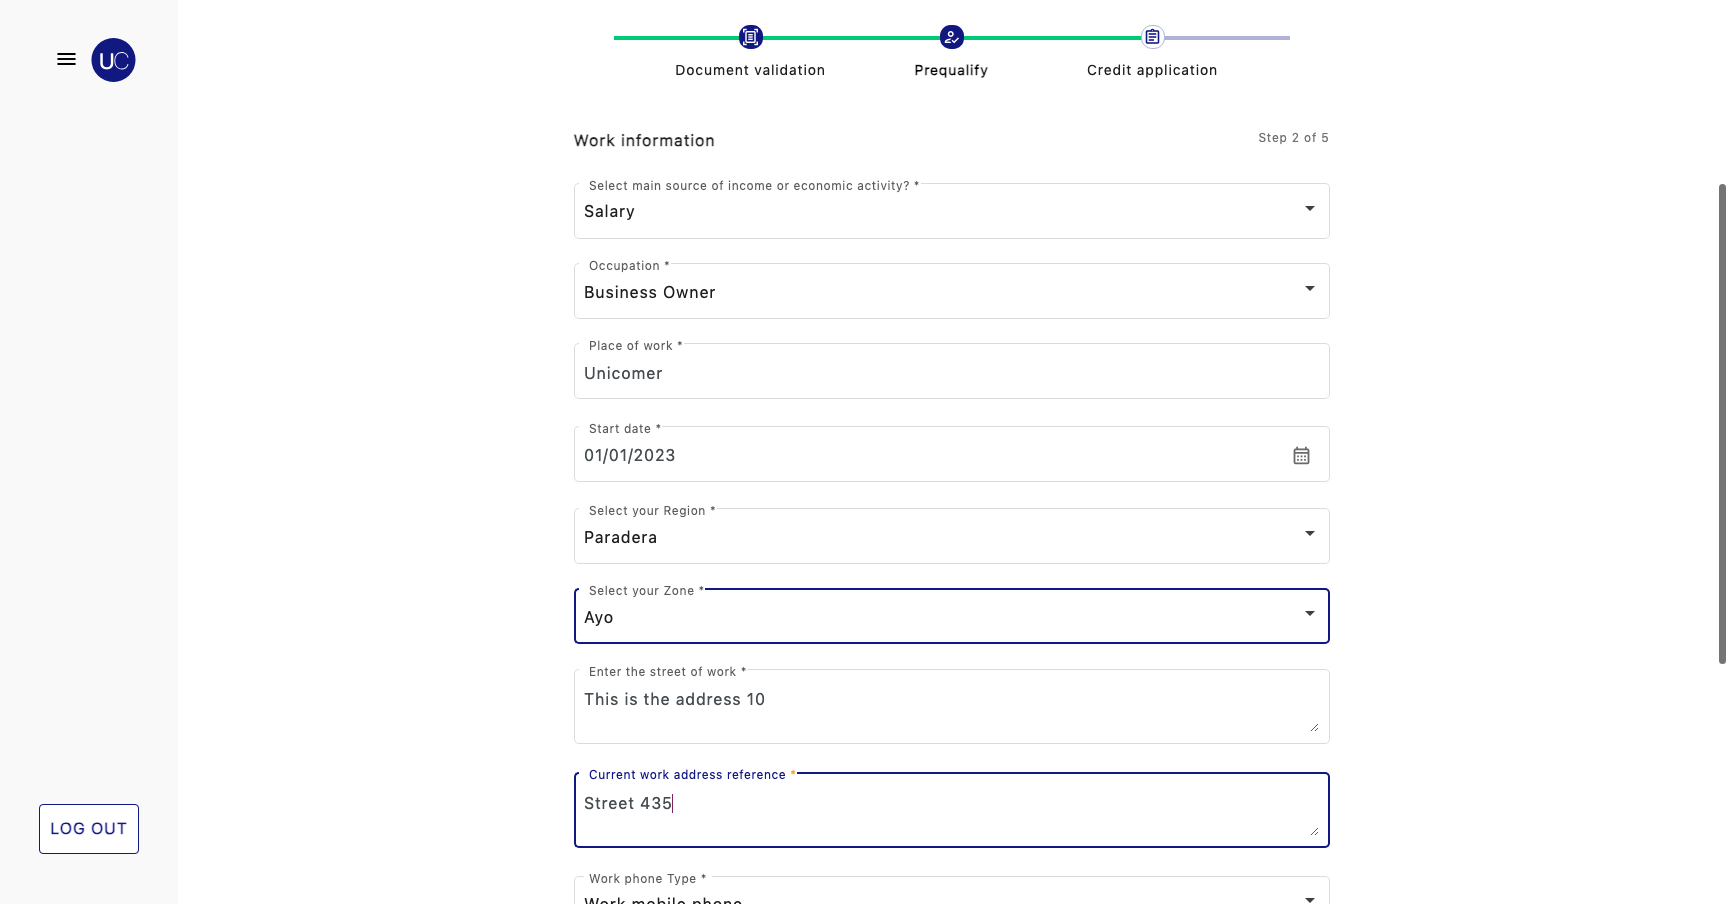 UC
Document validation
Prequalify
Credit application
Work information
Step 2 of 5
Select main source of income or economic activity? *
Salary
Occupation *
Business Owner
Place of work *
Unicomer
Start date *
01/01/2023
Select your Region *
Paradera
Select your Zone *
Ayo
Enter the street of work *
This is the address 10
Current work address reference *
Street 435
LOG OUT
Work phone Type *
Work mobile phone